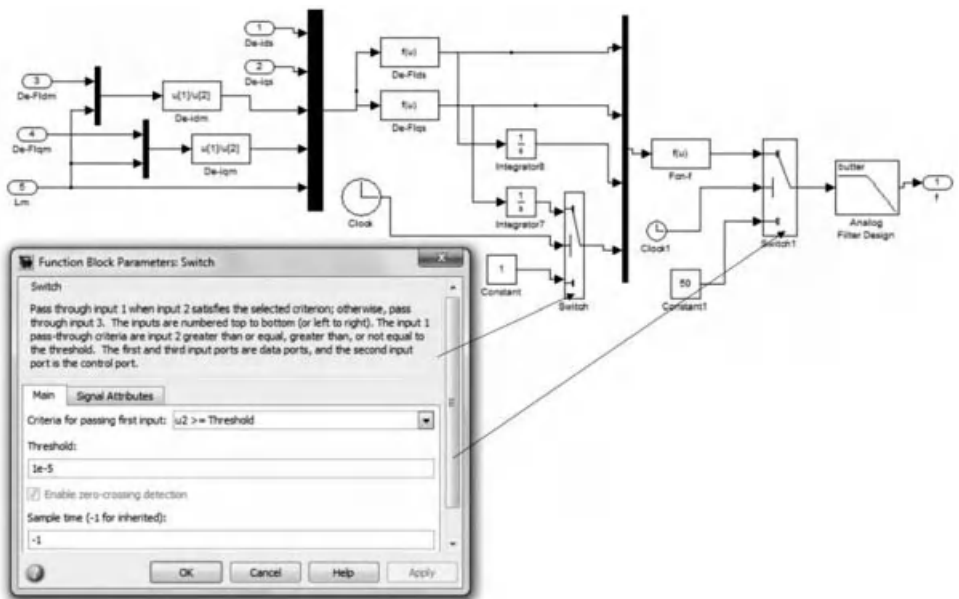 1
De-ids
2
De-iqs
3
De-Fldm
4
De-Flqm
5
Lm
u[1]/u[2]
De-idm
u[1]/u[2]
De-iqm
f(u)
De-Flds
f(u)
De-Flqs
1
s
Integrator8
1
s
Integrator7
Clock
1
Constant
Switch
f(u)
Fcn-f
Clock1
50
Constant1
Switch1
butter
Analog
Filter Design
1
f
Function Block Parameters: Switch
Switch
Pass through input 1 when input 2 satisfies the selected criterion; otherwise, pass
through input 3. The inputs are numbered top to bottom (or left to right). The input 1
pass-through criteria are input 2 greater than or equal, greater than, or not equal to
the threshold. The first and third input ports are data ports, and the second input
port is the control port.
Main
Signal Attributes
Criteria for passing first input: u2 >= Threshold
Threshold:
1e-5
Enable zero-crossing detection
Sample time (-1 for inherited):
-1
OK
Cancel
Help
Apply